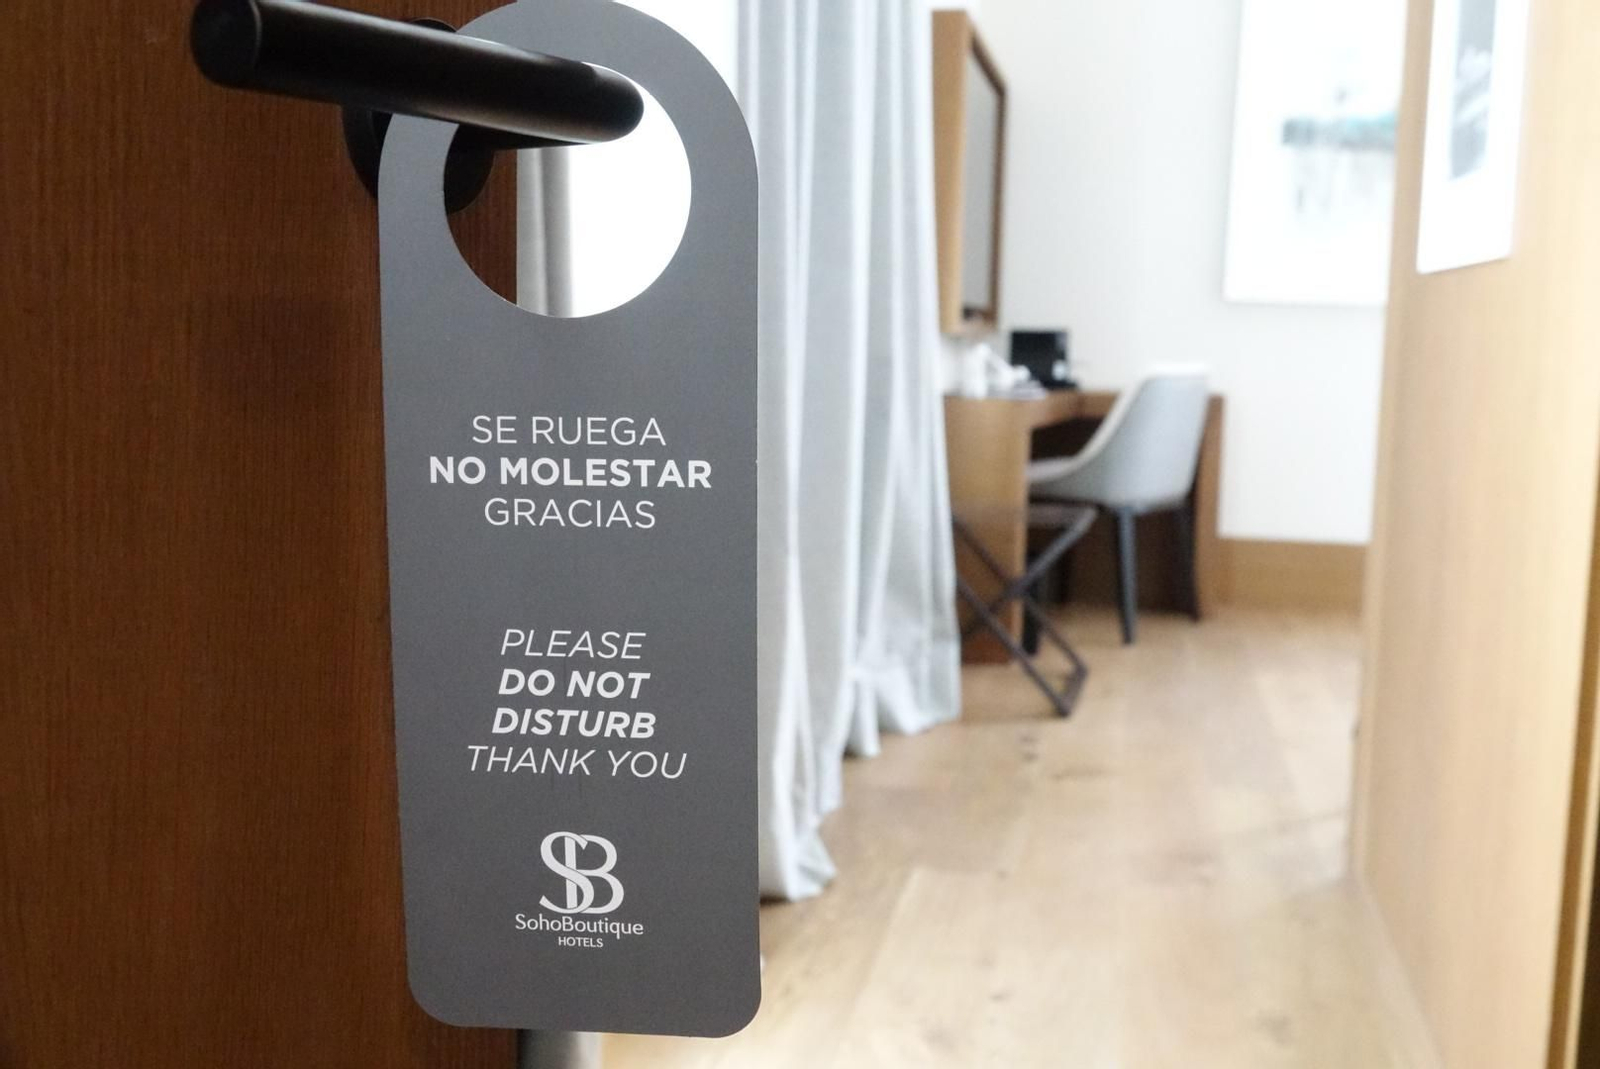 SE RUEGA
NO MOLESTAR
GRACIAS
PLEASE
DO NOT
DISTURB
THANK YOU
SB
SohoBoutique
HOTELS